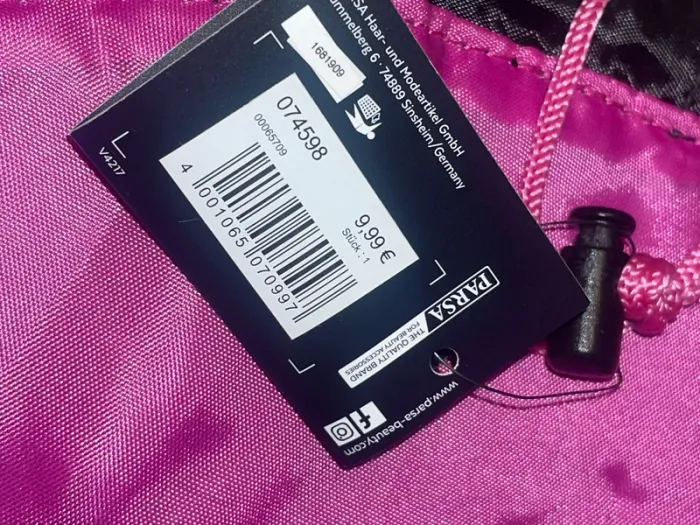 SA Haar- und Modeartikel GmbH
ummelberg 6 · 74889 Sinsheim/Germany
1681909
074598
00065709
9,99 €
Stück : 1
4 001065 070997
V4217
PARSA
THE QUALITY BRAND
FOR BEAUTY ACCESSORIES
www.parsa-beauty.com